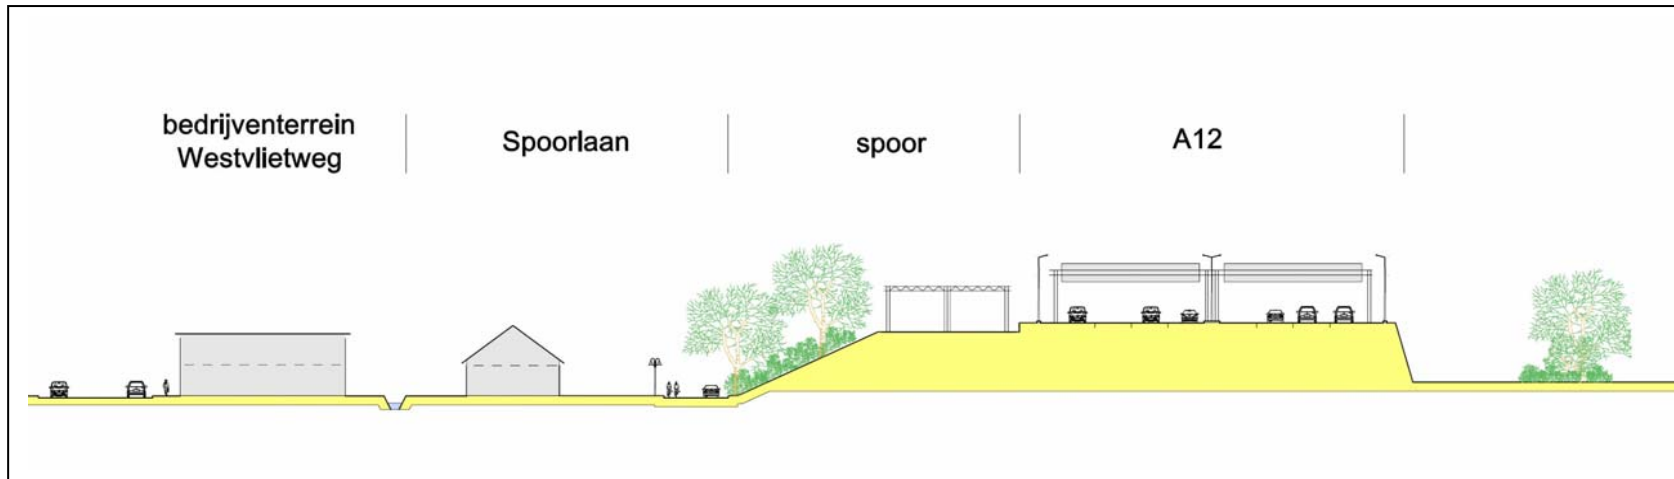 bedrijventerrein
Westvlietweg
Spoorlaan
spoor
A12